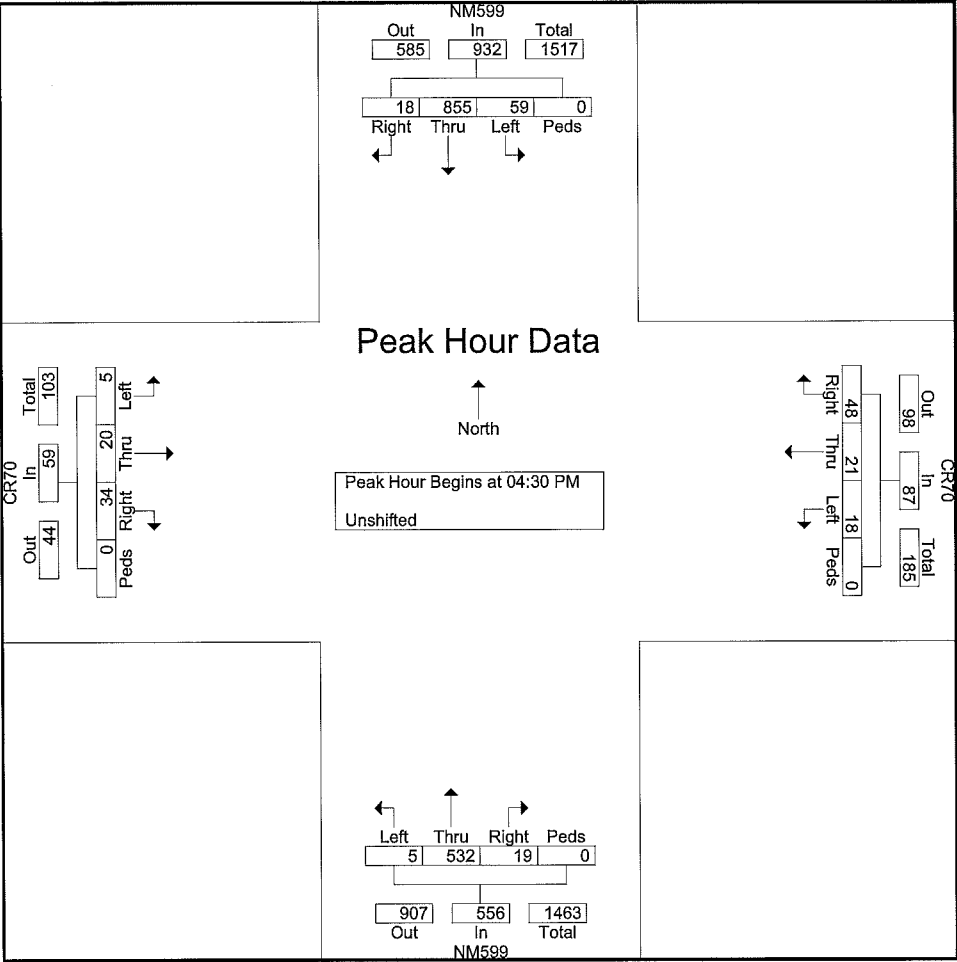 NM599
Out In Total
585 932 1517
18 855 59 0
Right Thru Left Peds
Peak Hour Data
North
Peak Hour Begins at 04:30 PM
Unshifted
CR70
Total In Out
103 59 44
5 20 34 0
Left Thru Right Peds
CR70
Out In Total
98 87 185
48 21 18 0
Right Thru Left Peds
Left Thru Right Peds
5 532 19 0
907 556 1463
Out In Total
NM599